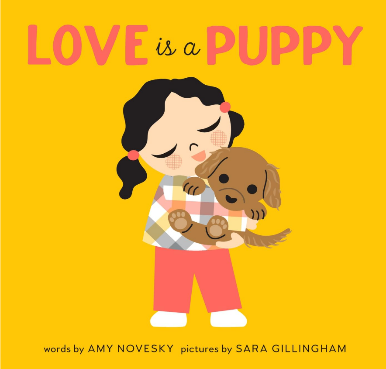 LOVE is a PUPPY
words by AMY NOVESKY pictures by SARA GILLINGHAM